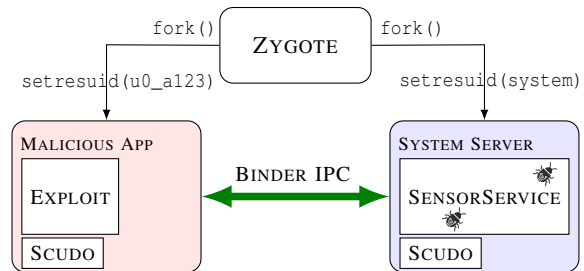 fork()
ZYGOTE
fork()
setresuid(u0_a123)
setresuid(system)
MALICIOUS APP
SYSTEM SERVER
EXPLOIT
BINDER IPC
SENSORSERVICE
SCUDO
SCUDO